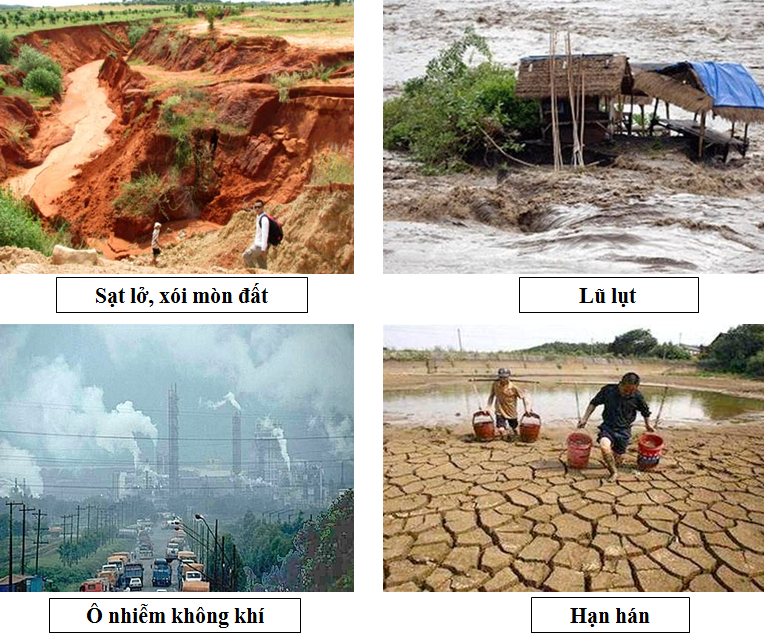 Sạt lở, xói mòn đất
Lũ lụt
Ô nhiễm không khí
Hạn hán